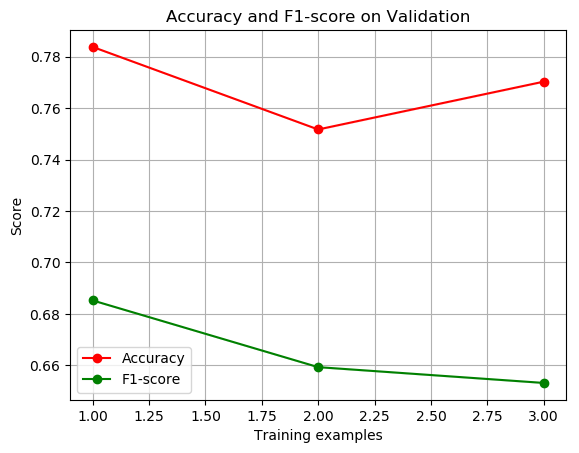 Accuracy and F1-score on Validation
Score
0.78
0.76
0.74
0.72
0.70
0.68
0.66
Accuracy
F1-score
1.00 1.25 1.50 1.75 2.00 2.25 2.50 2.75 3.00
Training examples